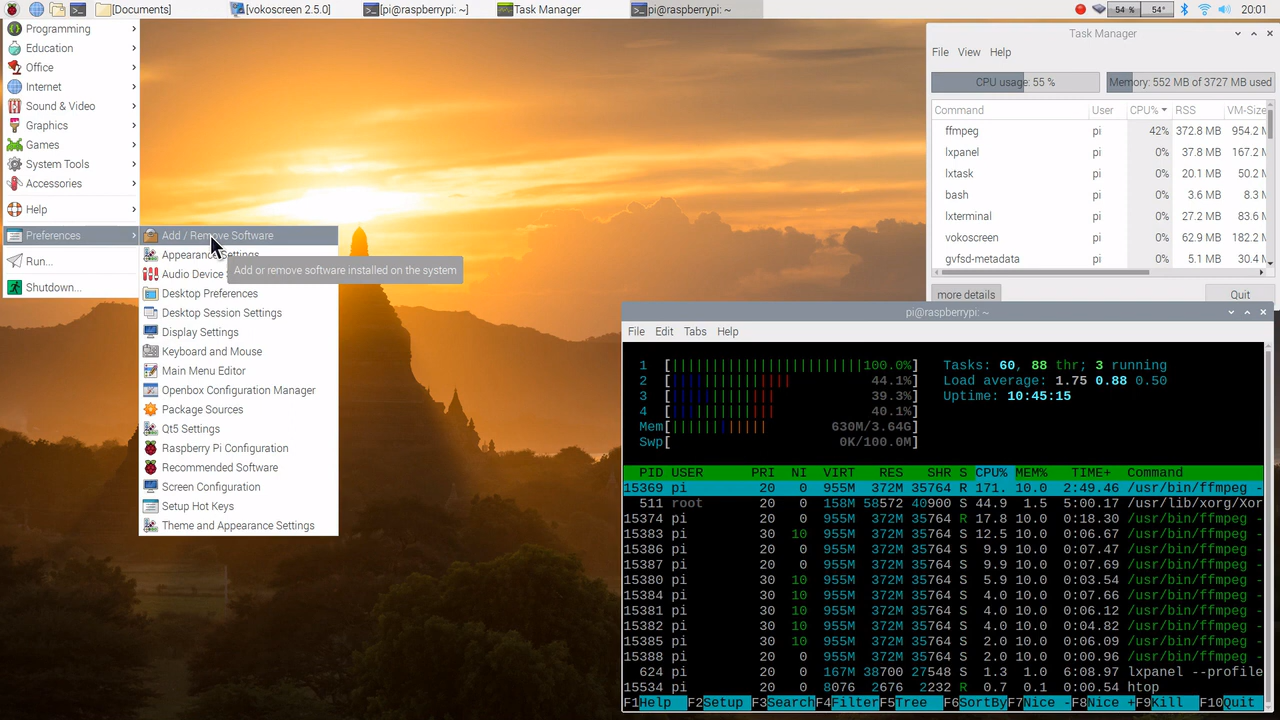 [Documents] [vokoscreen 2.5.0] [pi@raspberrypi: ~] Task Manager pi@raspberrypi: ~ 54 % 54° 20:01
Programming
Education
Office
Internet
Sound & Video
Graphics
Games
System Tools
Accessories
Help
Preferences
Run...
Shutdown...
Add / Remove Software
Appearance Settings
Audio Device
Add or remove software installed on the system
Desktop Preferences
Desktop Session Settings
Display Settings
Keyboard and Mouse
Main Menu Editor
Openbox Configuration Manager
Package Sources
Qt5 Settings
Raspberry Pi Configuration
Recommended Software
Screen Configuration
Setup Hot Keys
Theme and Appearance Settings
Task Manager
File View Help
CPU usage: 55 % Memory: 552 MB of 3727 MB used
Command User CPU% RSS VM-Size
ffmpeg pi 42% 372.8 MB 954.2 M
lxpanel pi 0% 37.8 MB 167.2 M
lxtask pi 0% 20.1 MB 50.2 M
bash pi 0% 3.6 MB 8.3 M
lxterminal pi 0% 27.2 MB 83.6 M
vokoscreen pi 0% 62.9 MB 182.2 M
gvfsd-metadata pi 0% 5.1 MB 30.4 M
more details Quit
pi@raspberrypi: ~
File Edit Tabs Help
1 [||||||||||||||||||||||||100.0%] Tasks: 60, 88 thr; 3 running
2 [||||||||||||||| 44.1%] Load average: 1.75 0.88 0.50
3 [||||||||||||| 39.3%] Uptime: 10:45:15
4 [||||||||||||| 40.1%]
Mem[|||||||||||| 630M/3.64G]
Swp[ 0K/100.0M]
PID USER PRI NI VIRT RES SHR S CPU% MEM% TIME+ Command
15369 pi 20 0 955M 372M 35764 R 171. 10.0 2:49.46 /usr/bin/ffmpeg -
511 root 20 0 158M 58572 40900 S 44.9 1.5 5:00.17 /usr/lib/xorg/Xor
15374 pi 20 0 955M 372M 35764 R 17.8 10.0 0:18.30 /usr/bin/ffmpeg -
15383 pi 30 10 955M 372M 35764 S 12.5 10.0 0:06.67 /usr/bin/ffmpeg -
15386 pi 20 0 955M 372M 35764 S 9.9 10.0 0:07.47 /usr/bin/ffmpeg -
15387 pi 20 0 955M 372M 35764 S 9.9 10.0 0:07.69 /usr/bin/ffmpeg -
15380 pi 30 10 955M 372M 35764 S 5.9 10.0 0:03.54 /usr/bin/ffmpeg -
15384 pi 30 10 955M 372M 35764 S 4.0 10.0 0:07.66 /usr/bin/ffmpeg -
15381 pi 30 10 955M 372M 35764 S 4.0 10.0 0:06.12 /usr/bin/ffmpeg -
15382 pi 30 10 955M 372M 35764 S 4.0 10.0 0:04.82 /usr/bin/ffmpeg -
15385 pi 30 10 955M 372M 35764 S 2.0 10.0 0:06.09 /usr/bin/ffmpeg -
15388 pi 20 0 955M 372M 35764 S 2.0 10.0 0:00.96 /usr/bin/ffmpeg -
624 pi 20 0 167M 38700 27548 S 1.3 1.0 6:08.97 lxpanel --profile
15534 pi 20 0 8076 2676 2232 R 0.7 0.1 0:00.54 htop
F1Help F2Setup F3Search F4Filter F5Tree F6SortBy F7Nice - F8Nice + F9Kill F10Quit